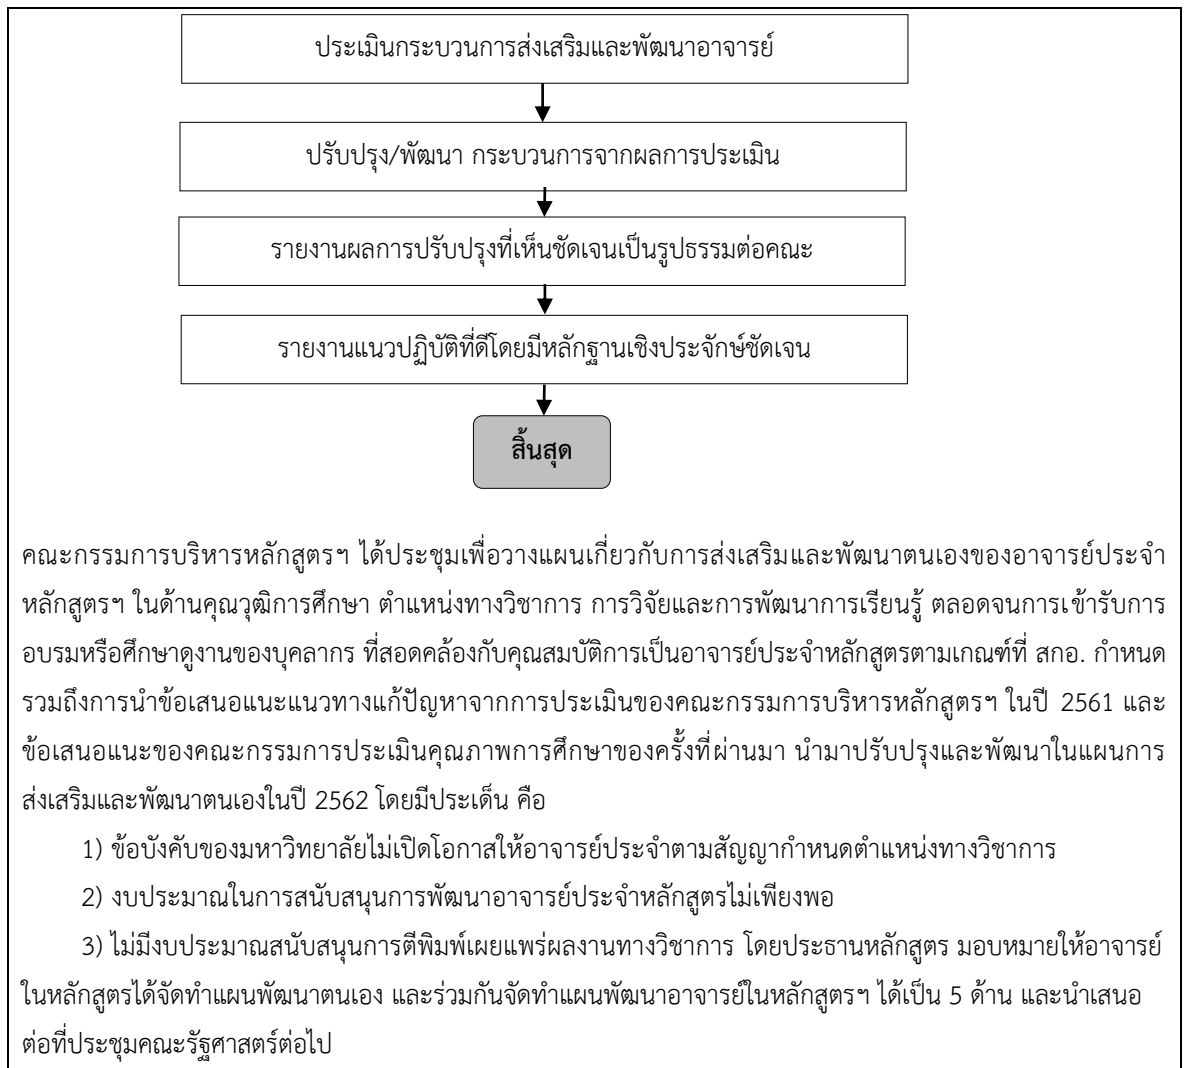 ประเมินกระบวนการส่งเสริมและพัฒนาอาจารย์
ปรับปรุง/พัฒนา กระบวนการจากผลการประเมิน
รายงานผลการปรับปรุงที่เห็นชัดเจนเป็นรูปธรรมต่อคณะ
รายงานแนวปฏิบัติที่ดีโดยมีหลักฐานเชิงประจักษ์ชัดเจน
สิ้นสุด
คณะกรรมการบริหารหลักสูตรฯ ได้ประชุมเพื่อวางแผนเกี่ยวกับการส่งเสริมและพัฒนาตนเองของอาจารย์ประจำ
หลักสูตรฯ ในด้านคุณวุฒิการศึกษา ตำแหน่งทางวิชาการ การวิจัยและการพัฒนาการเรียนรู้ ตลอดจนการเข้ารับการ
อบรมหรือศึกษาดูงานของบุคลากร ที่สอดคล้องกับคุณสมบัติการเป็นอาจารย์ประจำหลักสูตรตามเกณฑ์ที่ สกอ. กำหนด
รวมถึงการนำข้อเสนอแนะแนวทางแก้ปัญหาจากการประเมินของคณะกรรมการบริหารหลักสูตรฯ ในปี 2561 และ
ข้อเสนอแนะของคณะกรรมการประเมินคุณภาพการศึกษาของครั้งที่ผ่านมา นำมาปรับปรุงและพัฒนาในแผนการ
ส่งเสริมและพัฒนาตนเองในปี 2562 โดยมีประเด็น คือ
1) ข้อบังคับของมหาวิทยาลัยไม่เปิดโอกาสให้อาจารย์ประจำตามสัญญากำหนดตำแหน่งทางวิชาการ
2) งบประมาณในการสนับสนุนการพัฒนาอาจารย์ประจำหลักสูตรไม่เพียงพอ
3) ไม่มีงบประมาณสนับสนุนการตีพิมพ์เผยแพร่ผลงานทางวิชาการ โดยประธานหลักสูตร มอบหมายให้อาจารย์
ในหลักสูตรได้จัดทำแผนพัฒนาตนเอง และร่วมกันจัดทำแผนพัฒนาอาจารย์ในหลักสูตรฯ ได้เป็น 5 ด้าน และนำเสนอ
ต่อที่ประชุมคณะรัฐศาสตร์ต่อไป